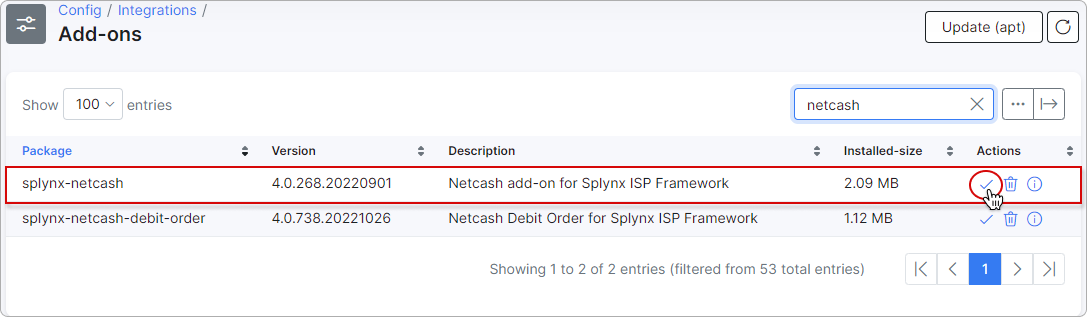 Config / Integrations /
Add-ons
Update (apt)
Show 100 entries
netcash
Package Version Description Installed-size Actions
splynx-netcash 4.0.268.20220901 Netcash add-on for Splynx ISP Framework 2.09 MB
splynx-netcash-debit-order 4.0.738.20221026 Netcash Debit Order for Splynx ISP Framework 1.12 MB
Showing 1 to 2 of 2 entries (filtered from 53 total entries) 1